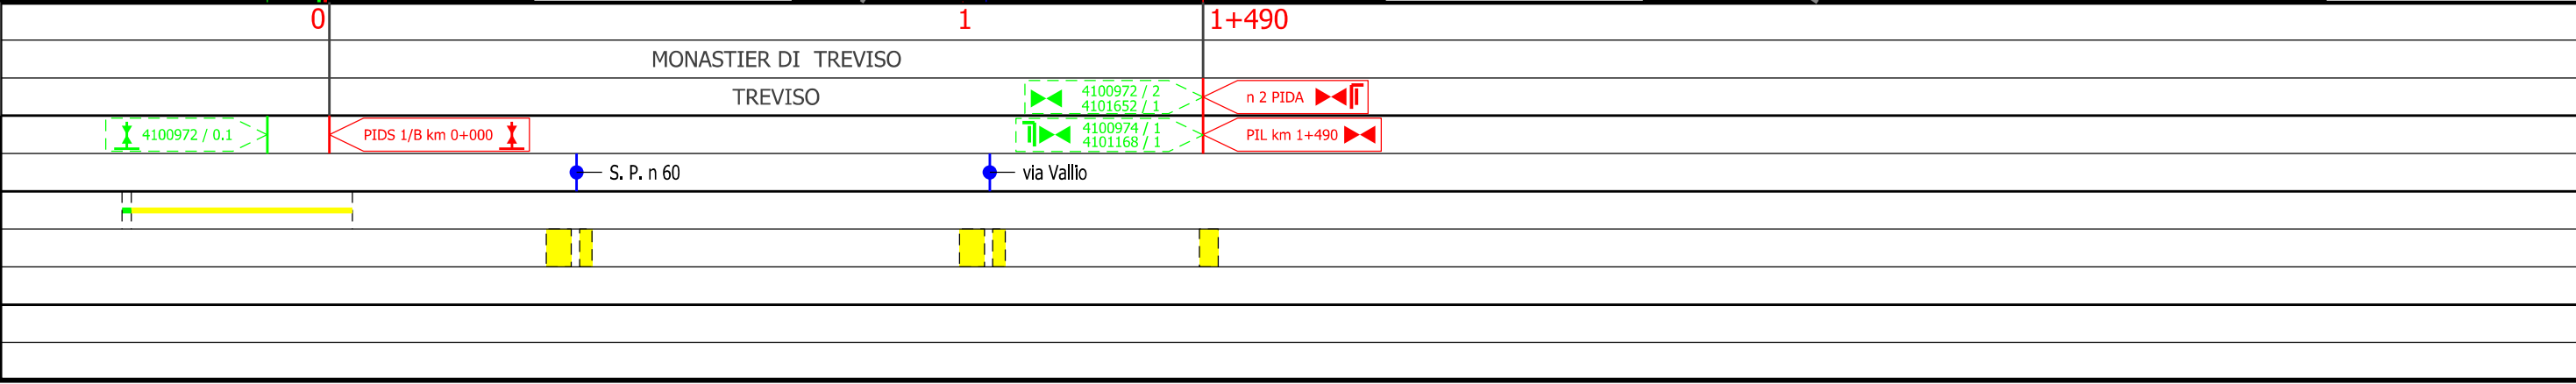 0 1 1+490
MONASTIER DI TREVISO
TREVISO
4100972 / 2
4101652 / 1
n 2 PIDA
4100972 / 0.1
PIDS 1/B km 0+000
4100974 / 1
4101168 / 1
PIL km 1+490
S. P. n 60
via Vallio